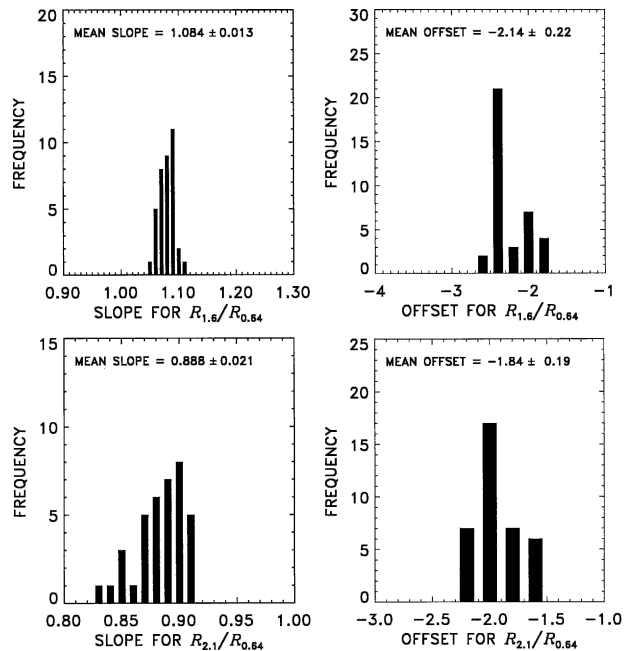 20
MEAN SLOPE = 1.084 ±0.013
15
10
5
0
FREQUENCY
0.90 1.00 1.10 1.20 1.30
SLOPE FOR R1.6/R0.64
30
MEAN OFFSET = −2.14 ± 0.22
25
20
15
10
5
0
FREQUENCY
−4 −3 −2 −1
OFFSET FOR R1.6/R0.64
15
MEAN SLOPE = 0.888 ±0.021
10
5
0
FREQUENCY
0.80 0.85 0.90 0.95 1.00
SLOPE FOR R2.1/R0.64
25
MEAN OFFSET = −1.84 ± 0.19
20
15
10
5
0
FREQUENCY
−3.0 −2.5 −2.0 −1.5 −1.0
OFFSET FOR R2.1/R0.64